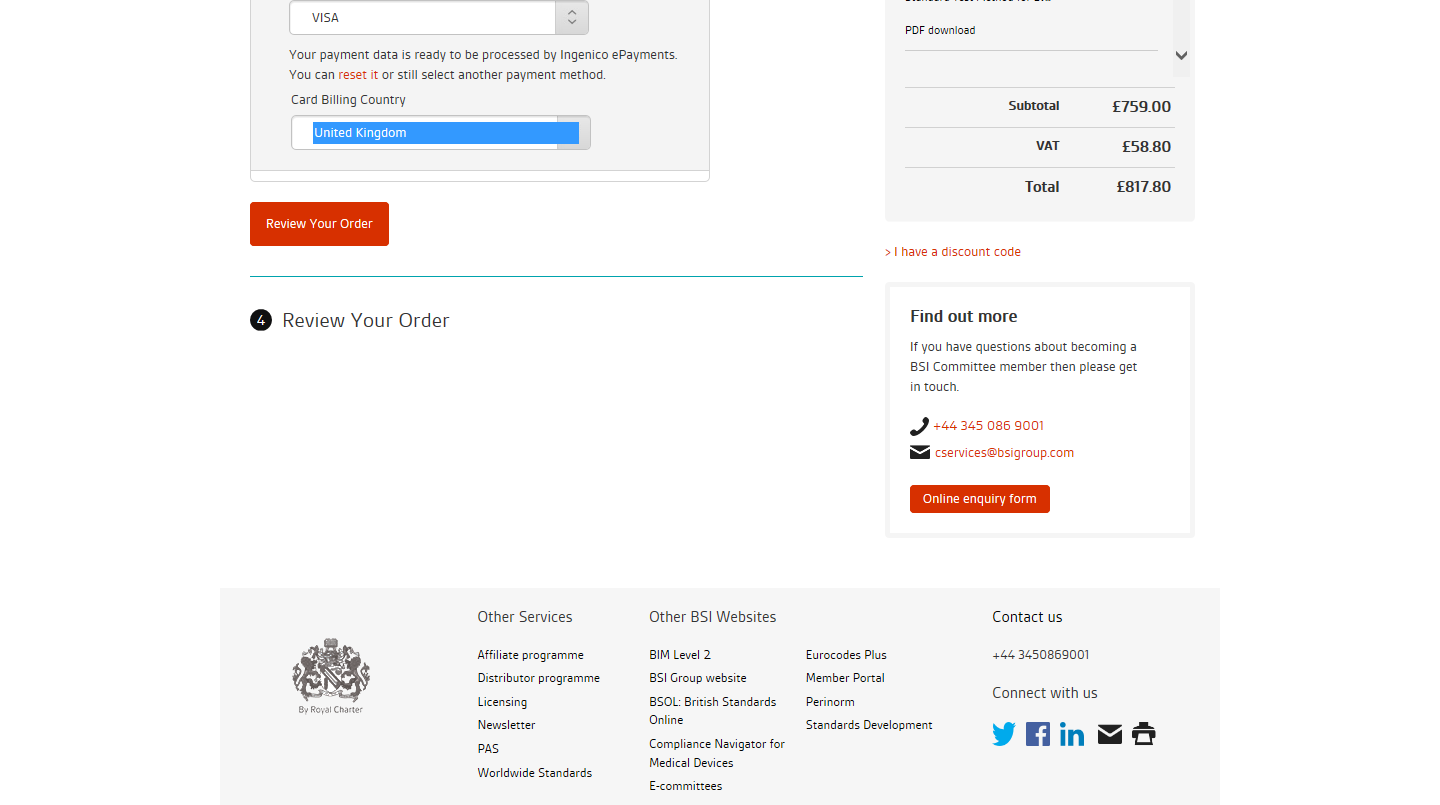 VISA
Your payment data is ready to be processed by Ingenico ePayments.
You can reset it or still select another payment method.
Card Billing Country
United Kingdom
Review Your Order
4 Review Your Order
PDF download
Subtotal £759.00
VAT £58.80
Total £817.80
> I have a discount code
Find out more
If you have questions about becoming a
BSI Committee member then please get
in touch.
+44 345 086 9001
cservices@bsigroup.com
Online enquiry form
By Royal Charter
Other Services
Affiliate programme
Distributor programme
Licensing
Newsletter
PAS
Worldwide Standards
Other BSI Websites
BIM Level 2
BSI Group website
BSOL: British Standards
Online
Compliance Navigator for
Medical Devices
E-committees
Eurocodes Plus
Member Portal
Perinorm
Standards Development
Contact us
+44 3450869001
Connect with us